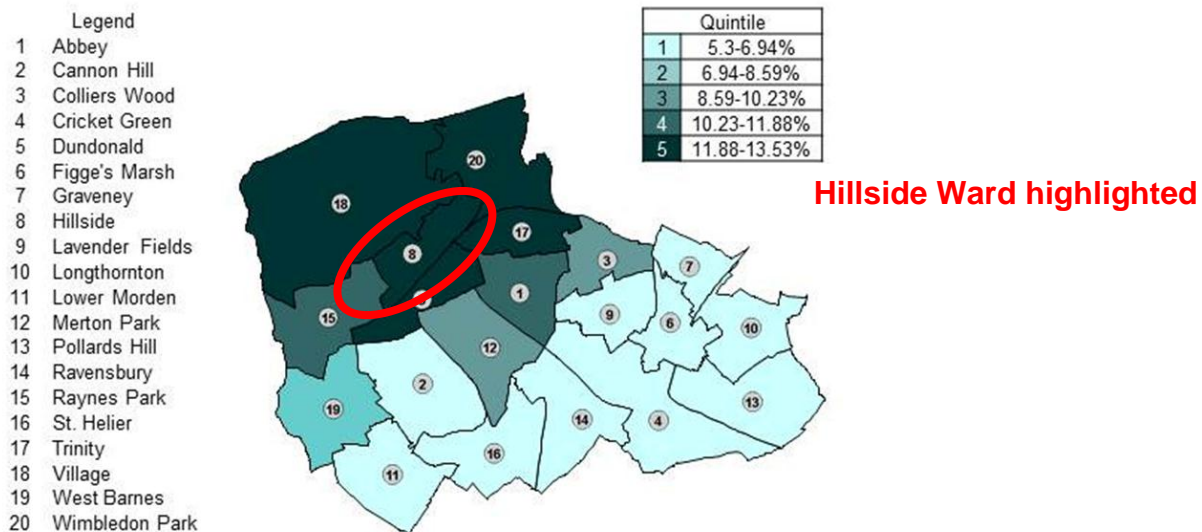 Legend
1 Abbey
2 Cannon Hill
3 Colliers Wood
4 Cricket Green
5 Dundonald
6 Figge's Marsh
7 Graveney
8 Hillside
9 Lavender Fields
10 Longthornton
11 Lower Morden
12 Merton Park
13 Pollards Hill
14 Ravensbury
15 Raynes Park
16 St. Helier
17 Trinity
18 Village
19 West Barnes
20 Wimbledon Park
Quintile
1 5.3-6.94%
2 6.94-8.59%
3 8.59-10.23%
4 10.23-11.88%
5 11.88-13.53%
Hillside Ward highlighted
20
18
17
8
3
7
1
15
9
6
10
12
2
13
19
14
4
16
11